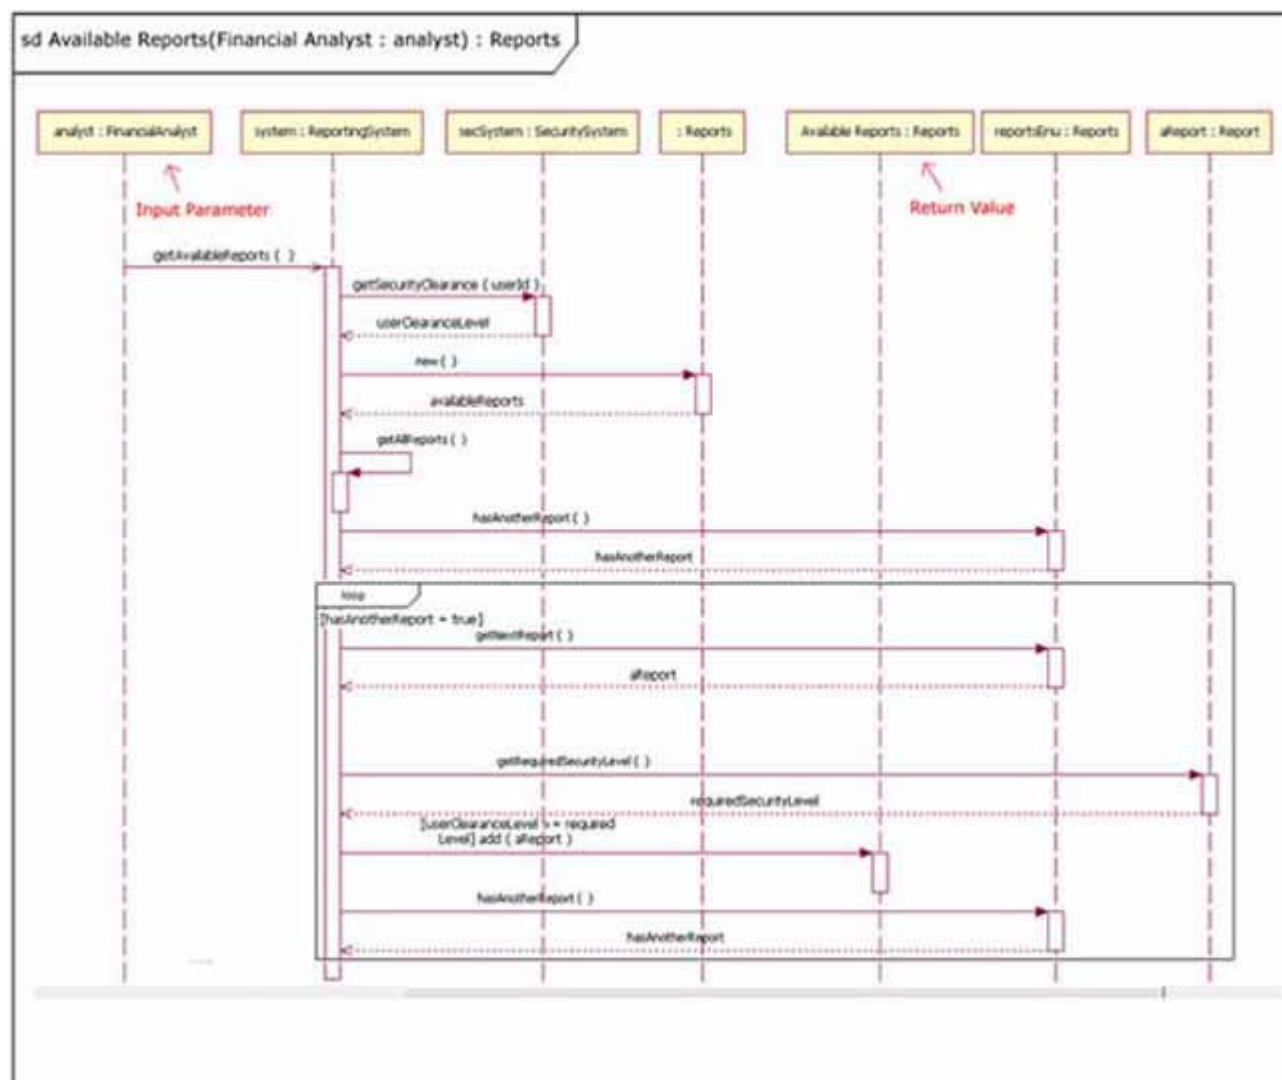 sd Available Reports(Financial Analyst : analyst) : Reports
analyst : FinancialAnalyst
system : ReportingSystem
secSystem : SecuritySystem
: Reports
Available Reports : Reports
reportsEnu : Reports
aReport : Report
Input Parameter
Return Value
getAvailableReports ( )
getSecurityClearance ( userId )
userClearanceLevel
new ( )
availableReports
getAllReports ( )
hasAnotherReport ( )
hasAnotherReport
loop
[hasAnotherReport = true]
getNextReport ( )
aReport
getRequiredSecurityLevel ( )
requiredSecurityLevel
[userClearanceLevel >= required
Level] add ( aReport )
hasAnotherReport ( )
hasAnotherReport